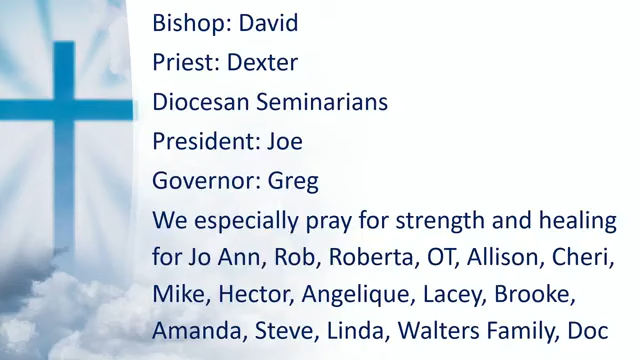 Bishop: David
Priest: Dexter
Diocesan Seminarians
President: Joe
Governor: Greg
We especially pray for strength and healing
for Jo Ann, Rob, Roberta, OT, Allison, Cheri,
Mike, Hector, Angelique, Lacey, Brooke,
Amanda, Steve, Linda, Walters Family, Doc